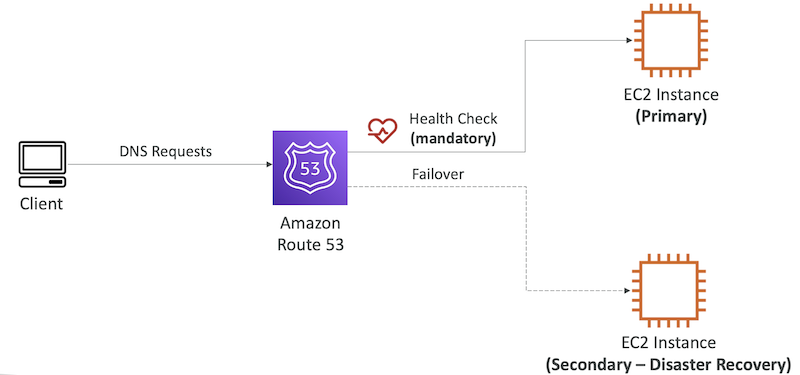 EC2 Instance
(Primary)
Health Check
(mandatory)
DNS Requests
53
Failover
Client
Amazon
Route 53
EC2 Instance
(Secondary – Disaster Recovery)